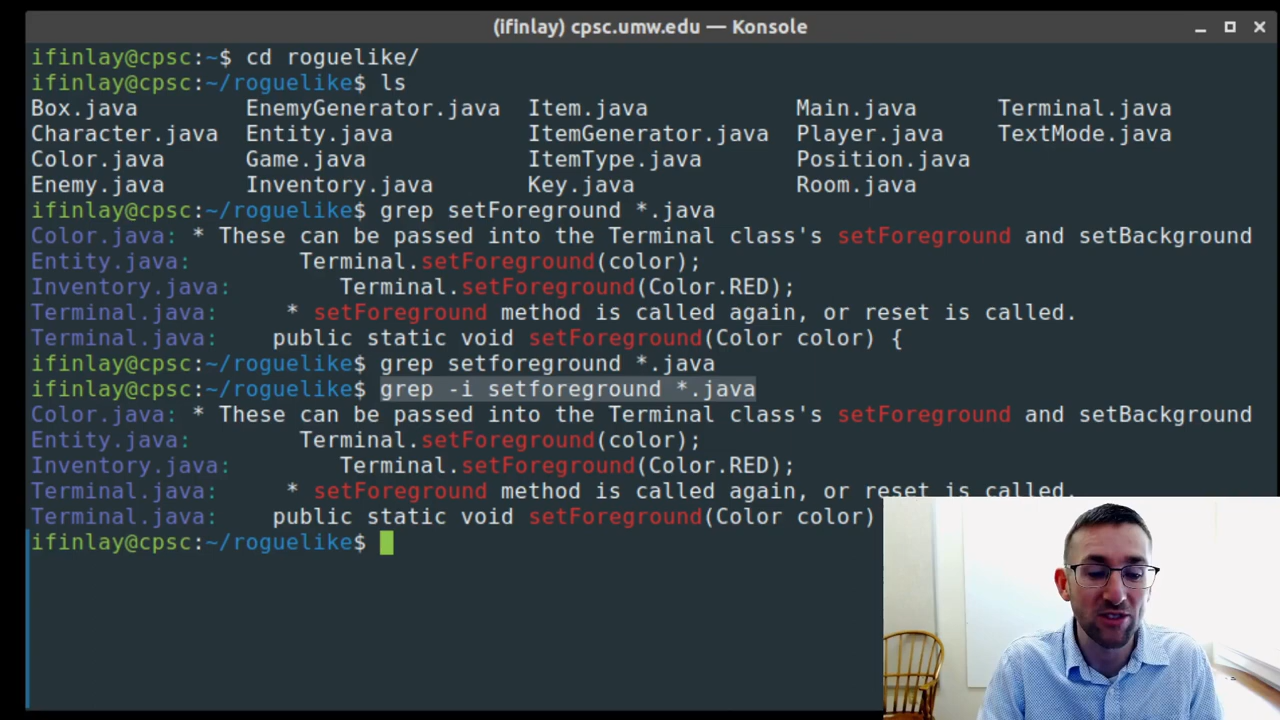 (ifinlay) cpsc.umw.edu — Konsole
ifinlay@cpsc:~$ cd roguelike/
ifinlay@cpsc:~/roguelike$ ls
Box.java EnemyGenerator.java Item.java Main.java Terminal.java
Character.java Entity.java ItemGenerator.java Player.java TextMode.java
Color.java Game.java ItemType.java Position.java
Enemy.java Inventory.java Key.java Room.java
ifinlay@cpsc:~/roguelike$ grep setForeground *.java
Color.java: * These can be passed into the Terminal class's setForeground and setBackground
Entity.java: Terminal.setForeground(color);
Inventory.java: Terminal.setForeground(Color.RED);
Terminal.java: * setForeground method is called again, or reset is called.
Terminal.java: public static void setForeground(Color color) {
ifinlay@cpsc:~/roguelike$ grep setforeground *.java
ifinlay@cpsc:~/roguelike$ grep -i setforeground *.java
Color.java: * These can be passed into the Terminal class's setForeground and setBackground
Entity.java: Terminal.setForeground(color);
Inventory.java: Terminal.setForeground(Color.RED);
Terminal.java: * setForeground method is called again, or reset is called.
Terminal.java: public static void setForeground(Color color)
ifinlay@cpsc:~/roguelike$